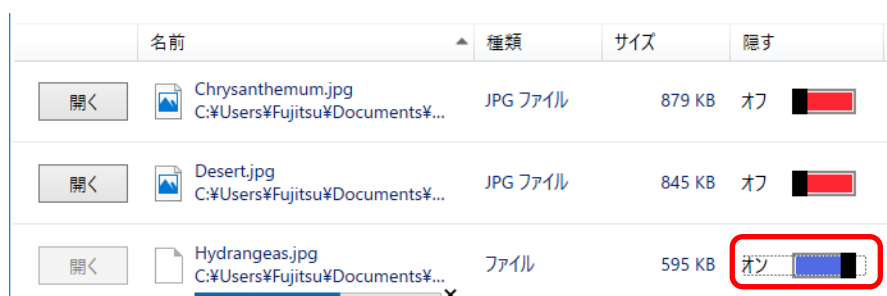 名前 種類 サイズ 隠す
開く Chrysanthemum.jpg JPG ファイル 879 KB オフ
C:¥Users¥Fujitsu¥Documents¥...
開く Desert.jpg JPG ファイル 845 KB オフ
C:¥Users¥Fujitsu¥Documents¥...
開く Hydrangeas.jpg ファイル 595 KB オン
C:¥Users¥Fujitsu¥Documents¥...